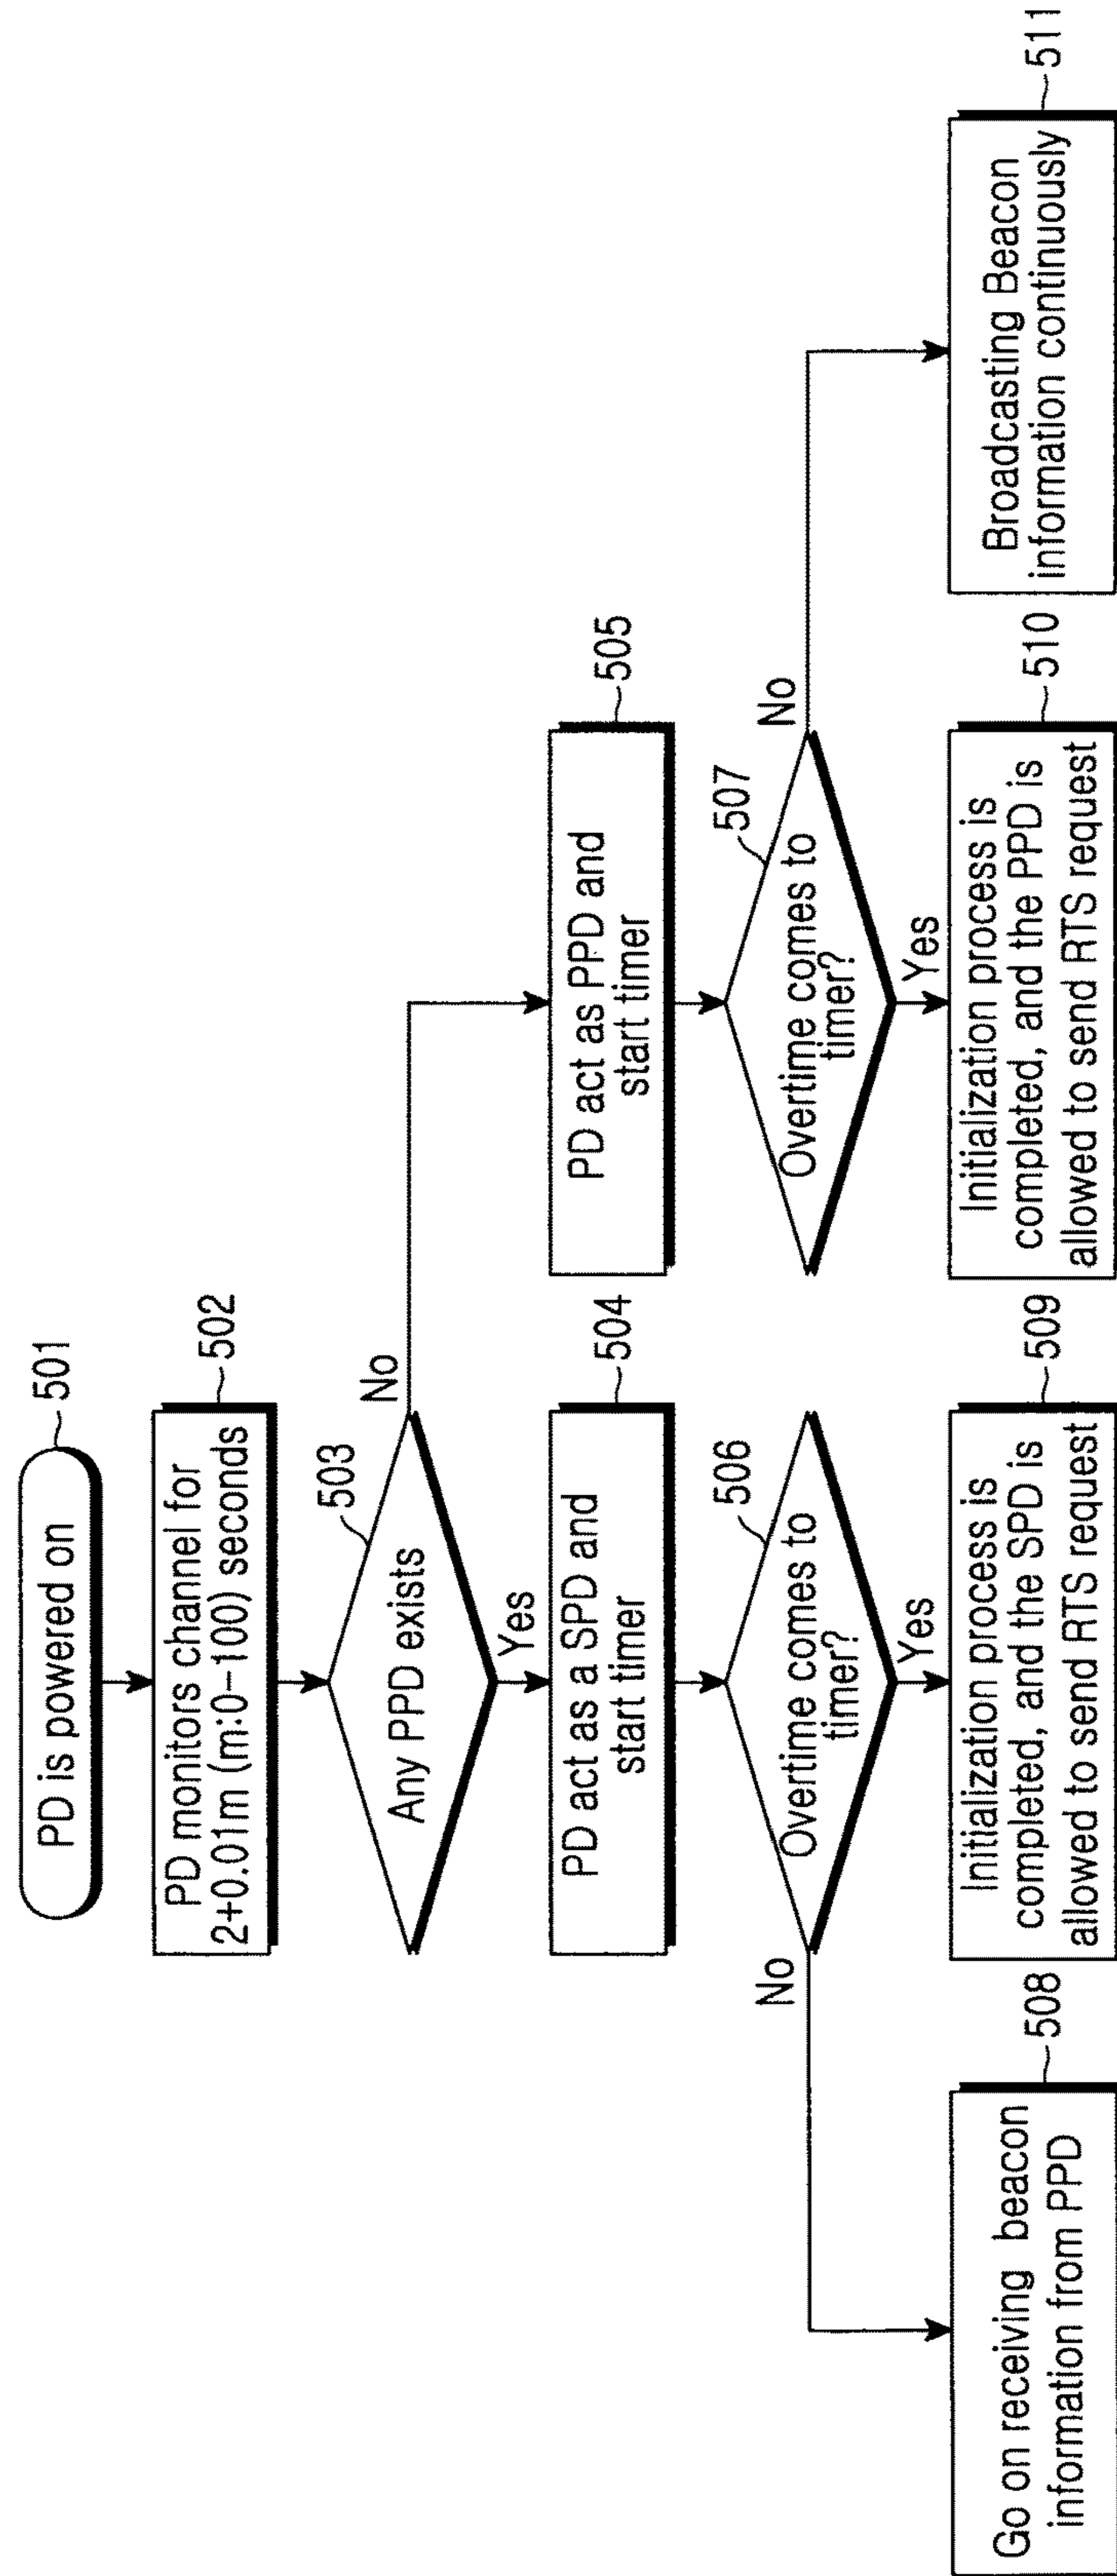 PD is powered on
501
PD monitors channel for
2+0.01m (m:0-100) seconds
502
Any PPD exists
503
No
Yes
PD act as a SPD and
start timer
504
PD act as PPD and
start timer
505
Overtime comes to
timer?
506
No
Yes
Overtime comes to
timer?
507
No
Yes
Go on receiving beacon
information from PPD
508
Initialization process is
completed, and the SPD is
allowed to send RTS request
509
Initialization process is
completed, and the PPD is
allowed to send RTS request
510
Broadcasting Beacon
information continuously
511